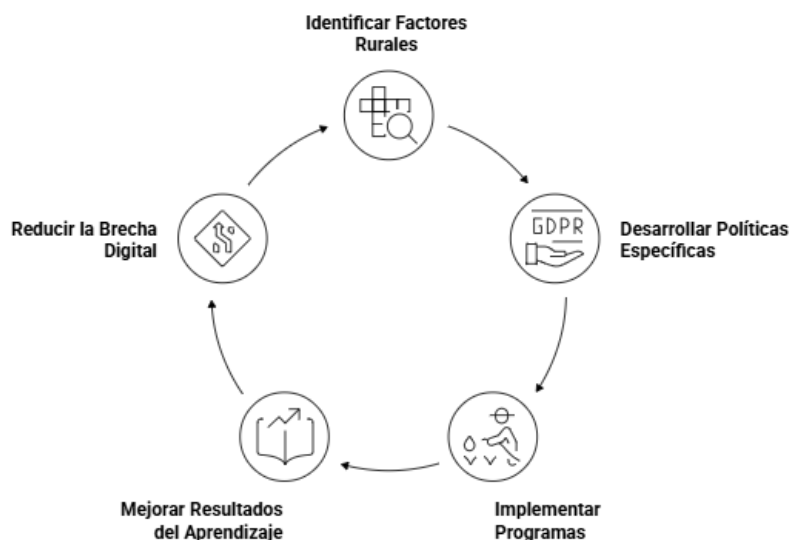 Identificar Factores
Rurales
GDPR
Desarrollar Políticas
Específicas
Reducir la Brecha
Digital
Mejorar Resultados
del Aprendizaje
Implementar
Programas